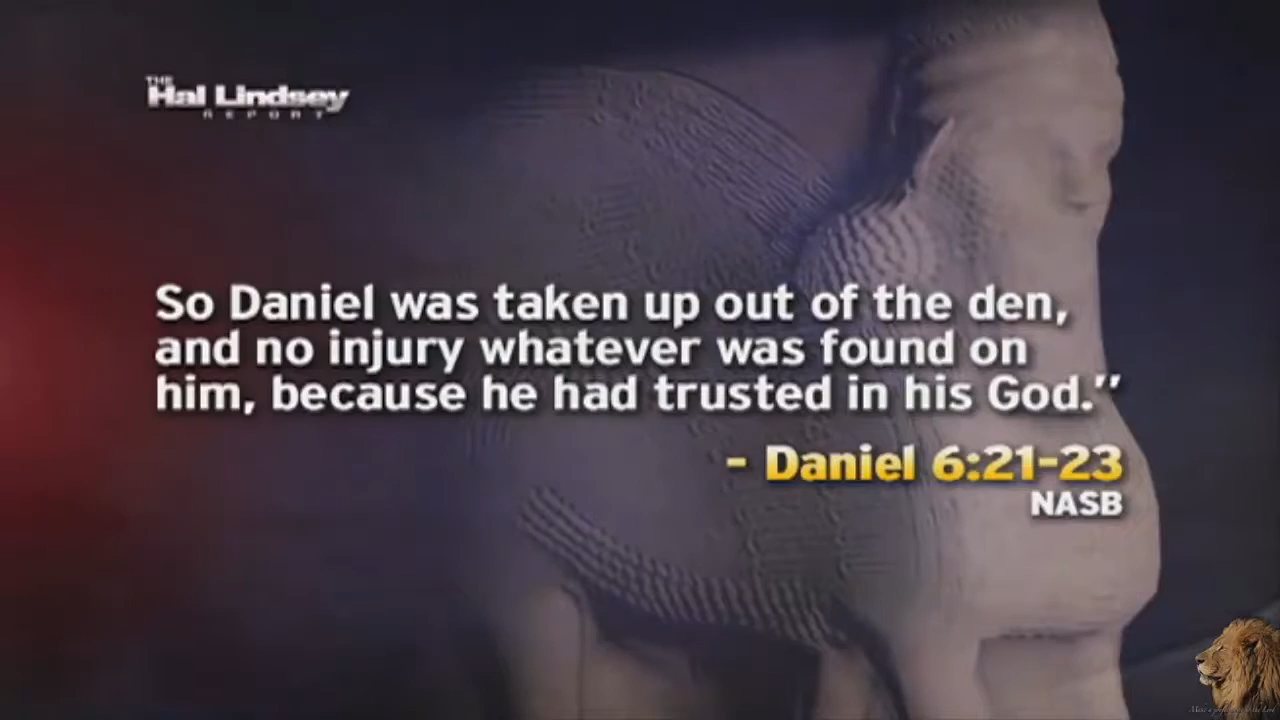 THE
Hal Lindsey
REPORT
So Daniel was taken up out of the den,
and no injury whatever was found on
him, because he had trusted in his God.”
- Daniel 6:21-23
NASB